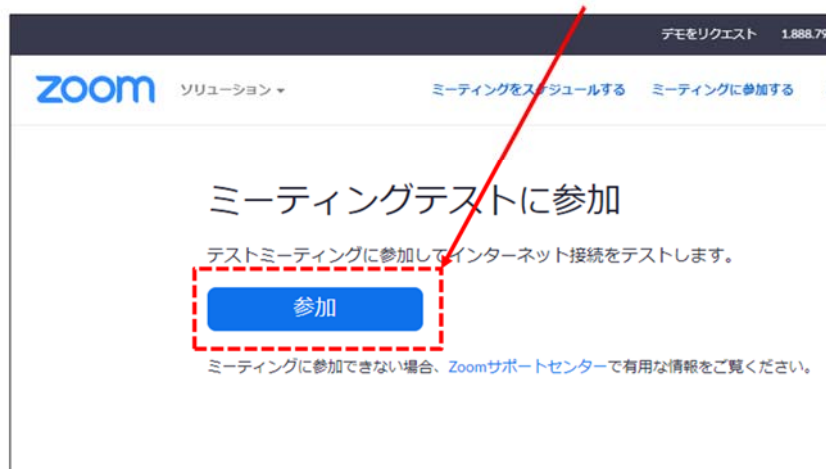 デモをリクエスト 1.888.79
zoom ソリューション ミーティングをスケジュールする ミーティングに参加する
ミーティングテストに参加
テストミーティングに参加してインターネット接続をテストします。
参加
ミーティングに参加できない場合、Zoomサポートセンターで有用な情報をご覧ください。